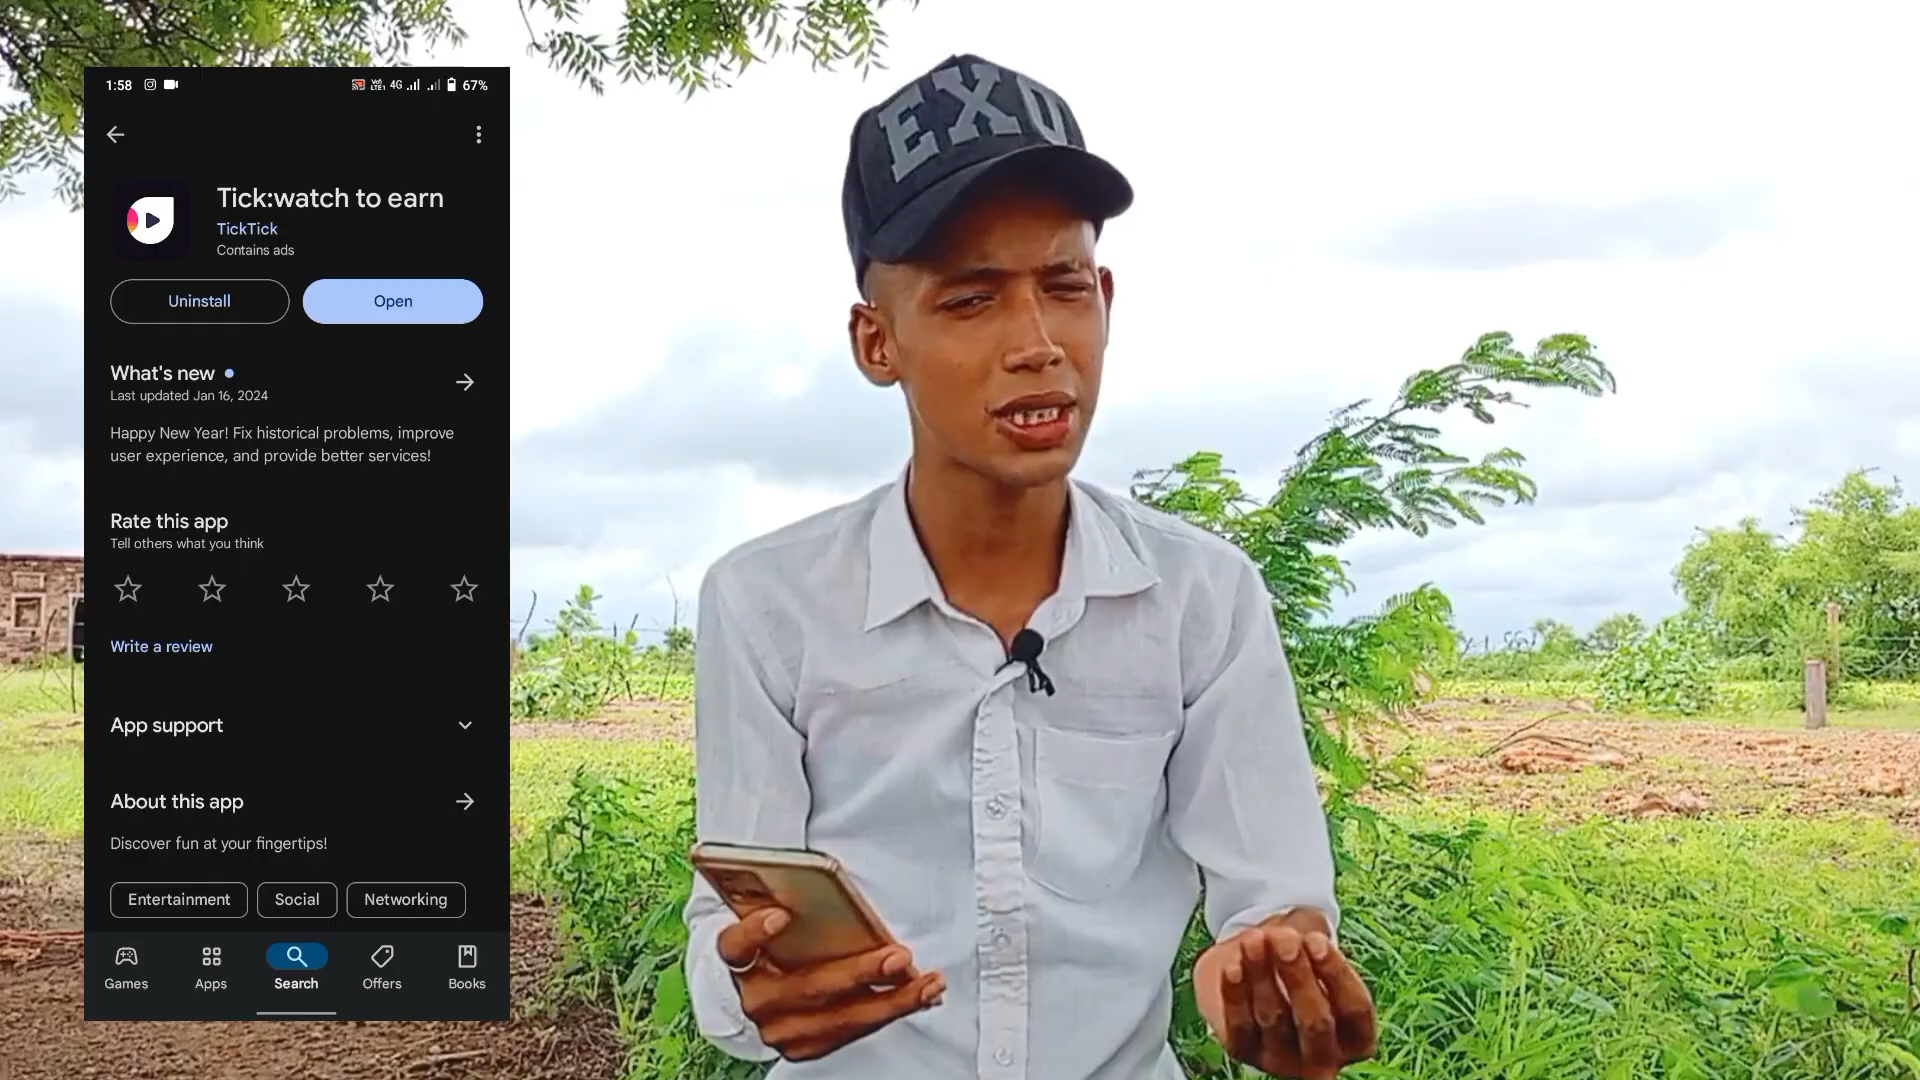 1:58
VoI
LTE1
4G
67%
Tick:watch to earn
TickTick
Contains ads
Uninstall
Open
What's new
Last updated Jan 16, 2024
Happy New Year! Fix historical problems, improve
user experience, and provide better services!
Rate this app
Tell others what you think
Write a review
App support
About this app
Discover fun at your fingertips!
Entertainment
Social
Networking
Games
Apps
Search
Offers
Books
EXO